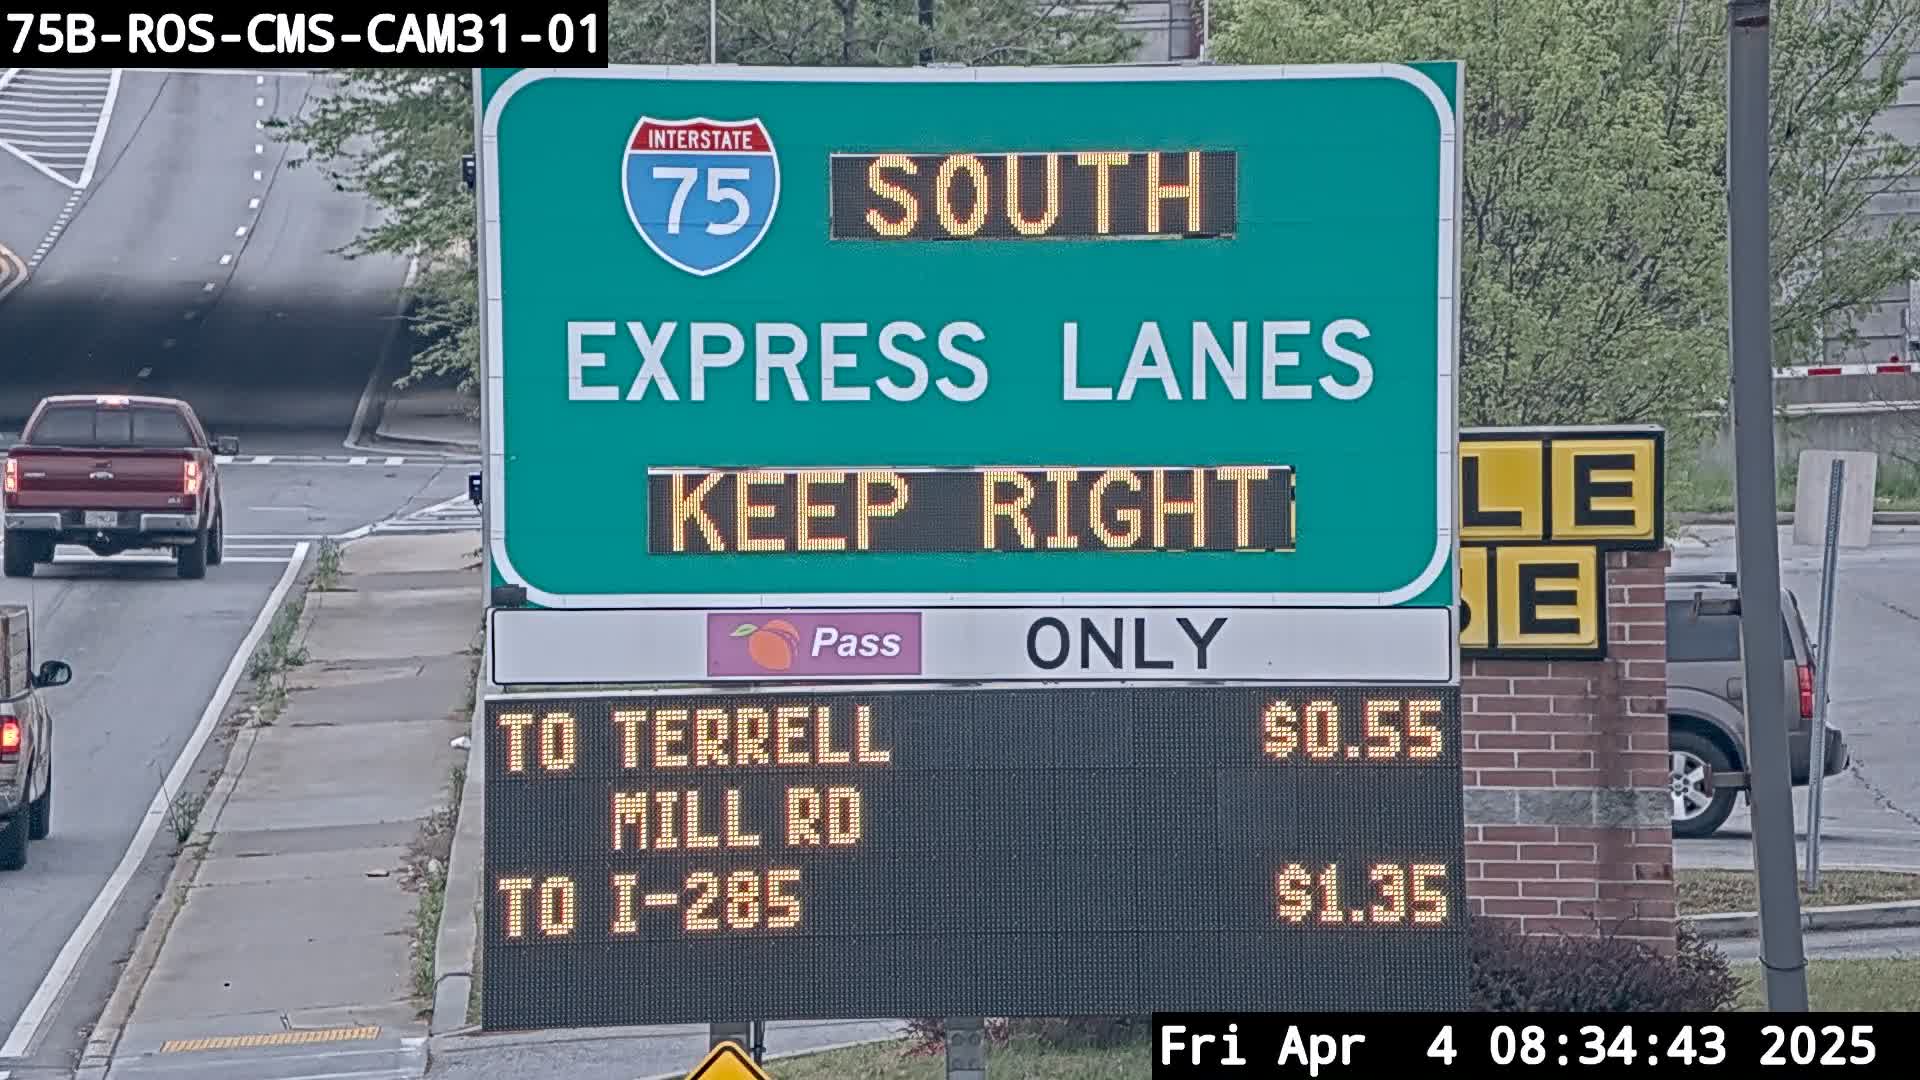 75B-ROS-CMS-CAM31-01
INTERSTATE
75
SOUTH
EXPRESS LANES
KEEP RIGHT
Pass ONLY
TO TERRELL $0.55
MILL RD
TO I-285 $1.35
LE
E
Fri Apr 4 08:34:43 2025